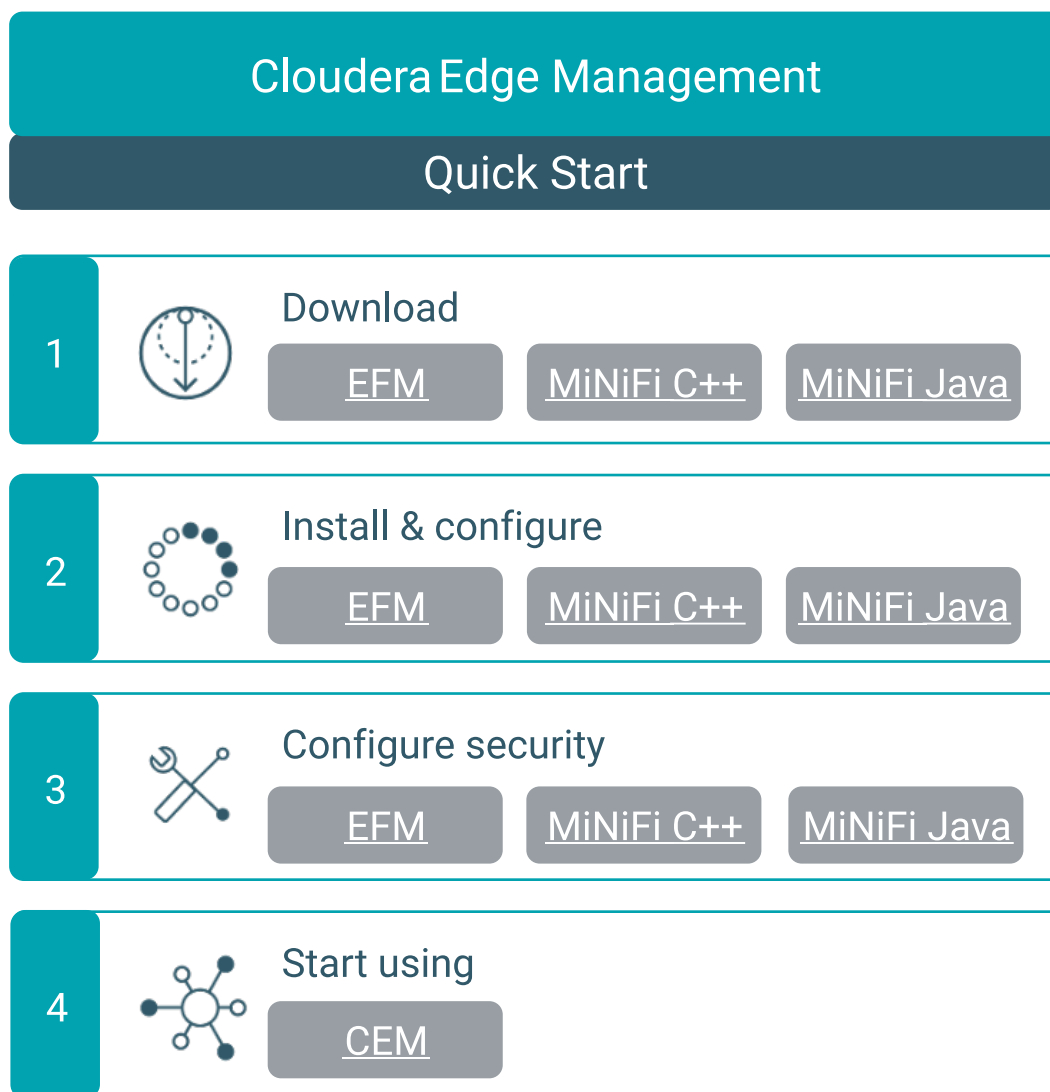 Cloudera Edge Management
Quick Start
1
Download
EFM
MiNiFi C++
MiNiFi Java
2
Install & configure
EFM
MiNiFi C++
MiNiFi Java
3
Configure security
EFM
MiNiFi C++
MiNiFi Java
4
Start using
CEM